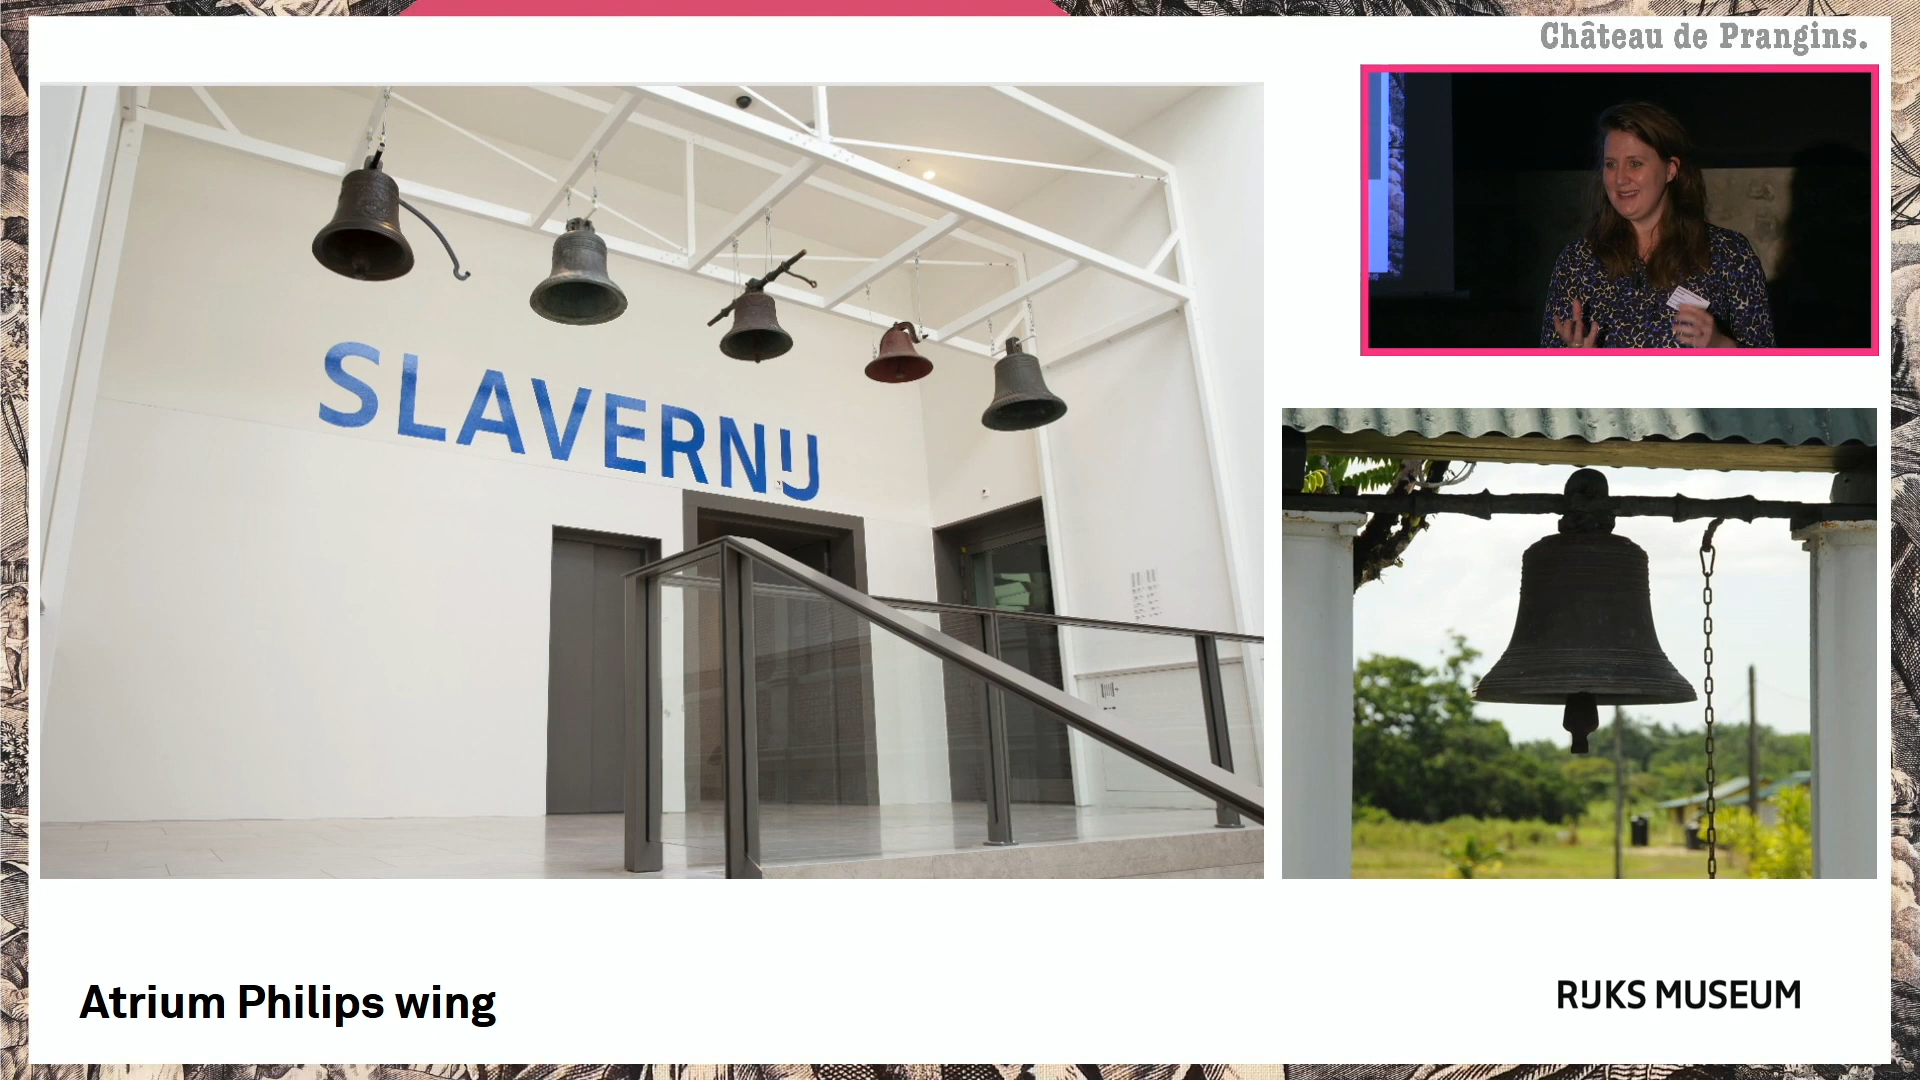 Château de Prangins.
SLAVERNIJ
Atrium Philips wing
RIJKS MUSEUM